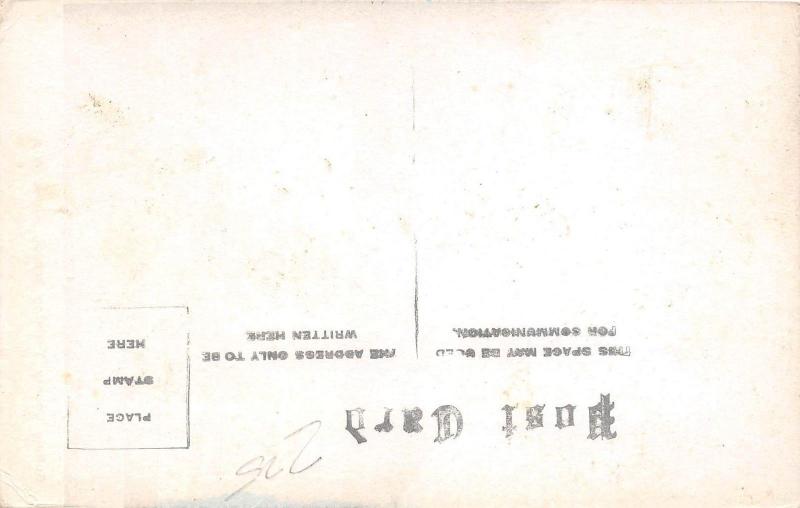 Post Card
THIS SPACE MAY BE USED
FOR COMMUNICATION.
THE ADDRESS ONLY TO BE
WRITTEN HERE
PLACE
STAMP
HERE